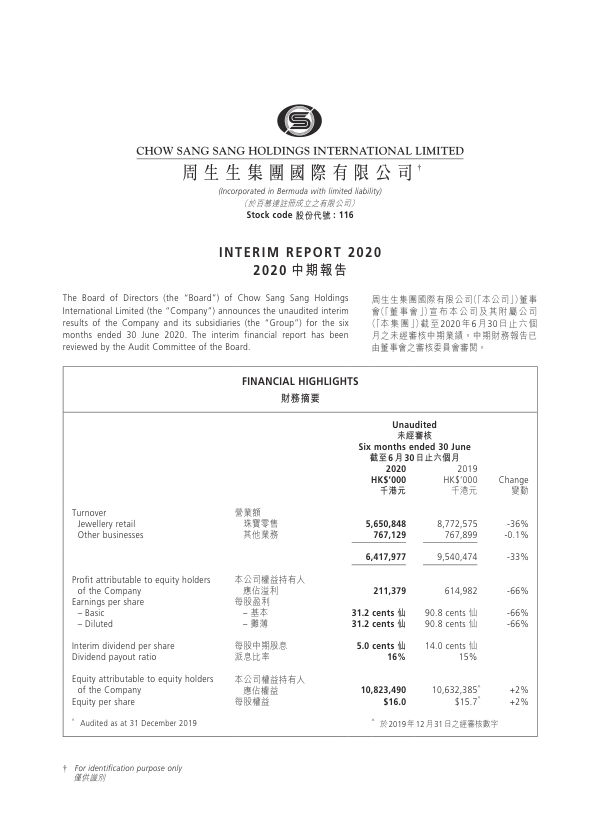 CHOW SANG SANG HOLDINGS INTERNATIONAL LIMITED
周生生集團國際有限公司†
(Incorporated in Bermuda with limited liability)
（於百慕達註冊成立之有限公司）
Stock code 股份代號：116
INTERIM REPORT 2020
2020 中期報告
The Board of Directors (the “Board”) of Chow Sang Sang Holdings
International Limited (the “Company”) announces the unaudited interim
results of the Company and its subsidiaries (the “Group”) for the six
months ended 30 June 2020. The interim financial report has been
reviewed by the Audit Committee of the Board.
周生生集團國際有限公司（「本公司」）董事
會（「董事會」）宣布本公司及其附屬公司
（「本集團」）截至2020年6月30日止六個
月之未經審核中期業績。中期財務報告已
由董事會之審核委員會審閱。
FINANCIAL HIGHLIGHTS
財務摘要
Unaudited
未經審核
Six months ended 30 June
截至6月30日止六個月
2020 2019
HK$’000 HK$’000 Change
千港元 千港元 變動
Turnover 營業額
Jewellery retail 珠寶零售 5,650,848 8,772,575 -36%
Other businesses 其他業務 767,129 767,899 -0.1%
6,417,977 9,540,474 -33%
Profit attributable to equity holders 本公司權益持有人
of the Company 應佔溢利 211,379 614,982 -66%
Earnings per share 每股盈利
– Basic – 基本 31.2 cents 仙 90.8 cents 仙 -66%
– Diluted – 攤薄 31.2 cents 仙 90.8 cents 仙 -66%
Interim dividend per share 每股中期股息 5.0 cents 仙 14.0 cents 仙
Dividend payout ratio 派息比率 16% 15%
Equity attributable to equity holders 本公司權益持有人
of the Company 應佔權益 10,823,490 10,632,385* +2%
Equity per share 每股權益 $16.0 $15.7* +2%
* Audited as at 31 December 2019 * 於2019年12月31日之經審核數字
† For identification purpose only
僅供識別